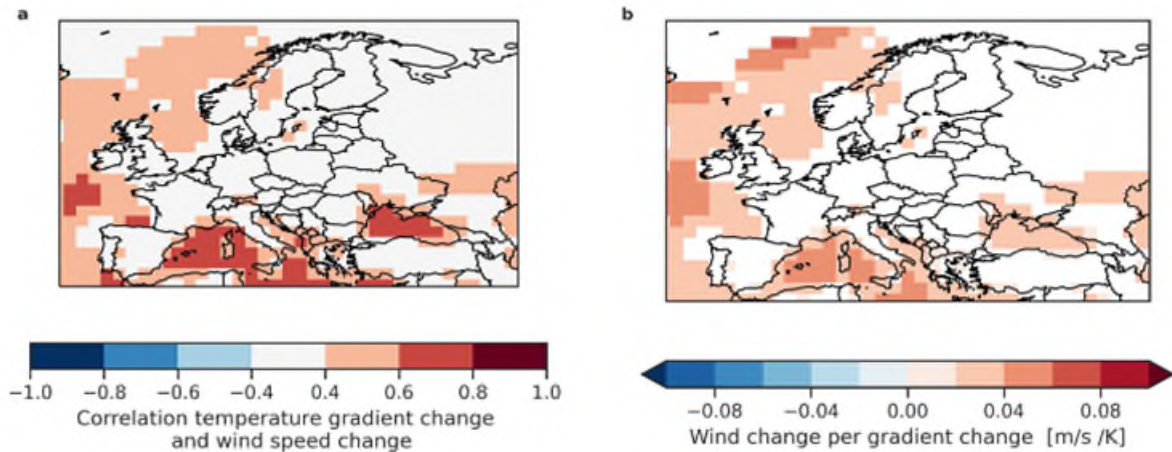 a
b
−1.0 −0.8 −0.6 −0.4 0.4 0.6 0.8 1.0
Correlation temperature gradient change
and wind speed change
−0.08 −0.04 0.00 0.04 0.08
Wind change per gradient change [m/s /K]